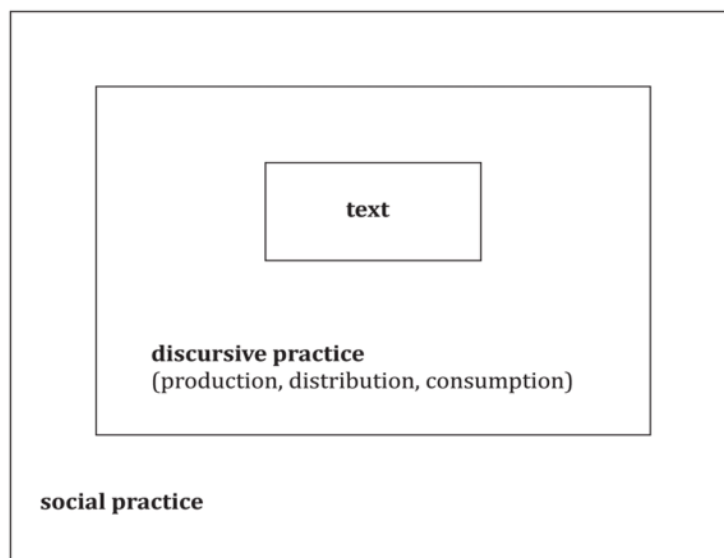 text
discursive practice
(production, distribution, consumption)
social practice